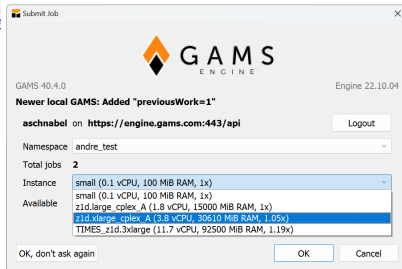 Submit Job
GAMS
ENGINE
GAMS 40.4.0
Engine 22.10.04
Newer local GAMS: Added "previousWork=1"
aschnabel on https://engine.gams.com:443/api
Logout
Namespace
andre_test
Total jobs 2
Instance
small (0.1 vCPU, 100 MiB RAM, 1x)
Available
small (0.1 vCPU, 100 MiB RAM, 1x)
z1d.large_cplex_A (1.8 vCPU, 15000 MiB RAM, 1x)
z1d.xlarge_cplex_A (3.8 vCPU, 30610 MiB RAM, 1.05x)
TIMES_z1d.3xlarge (11.7 vCPU, 92500 MiB RAM, 1.19x)
OK, don't ask again
OK
Cancel